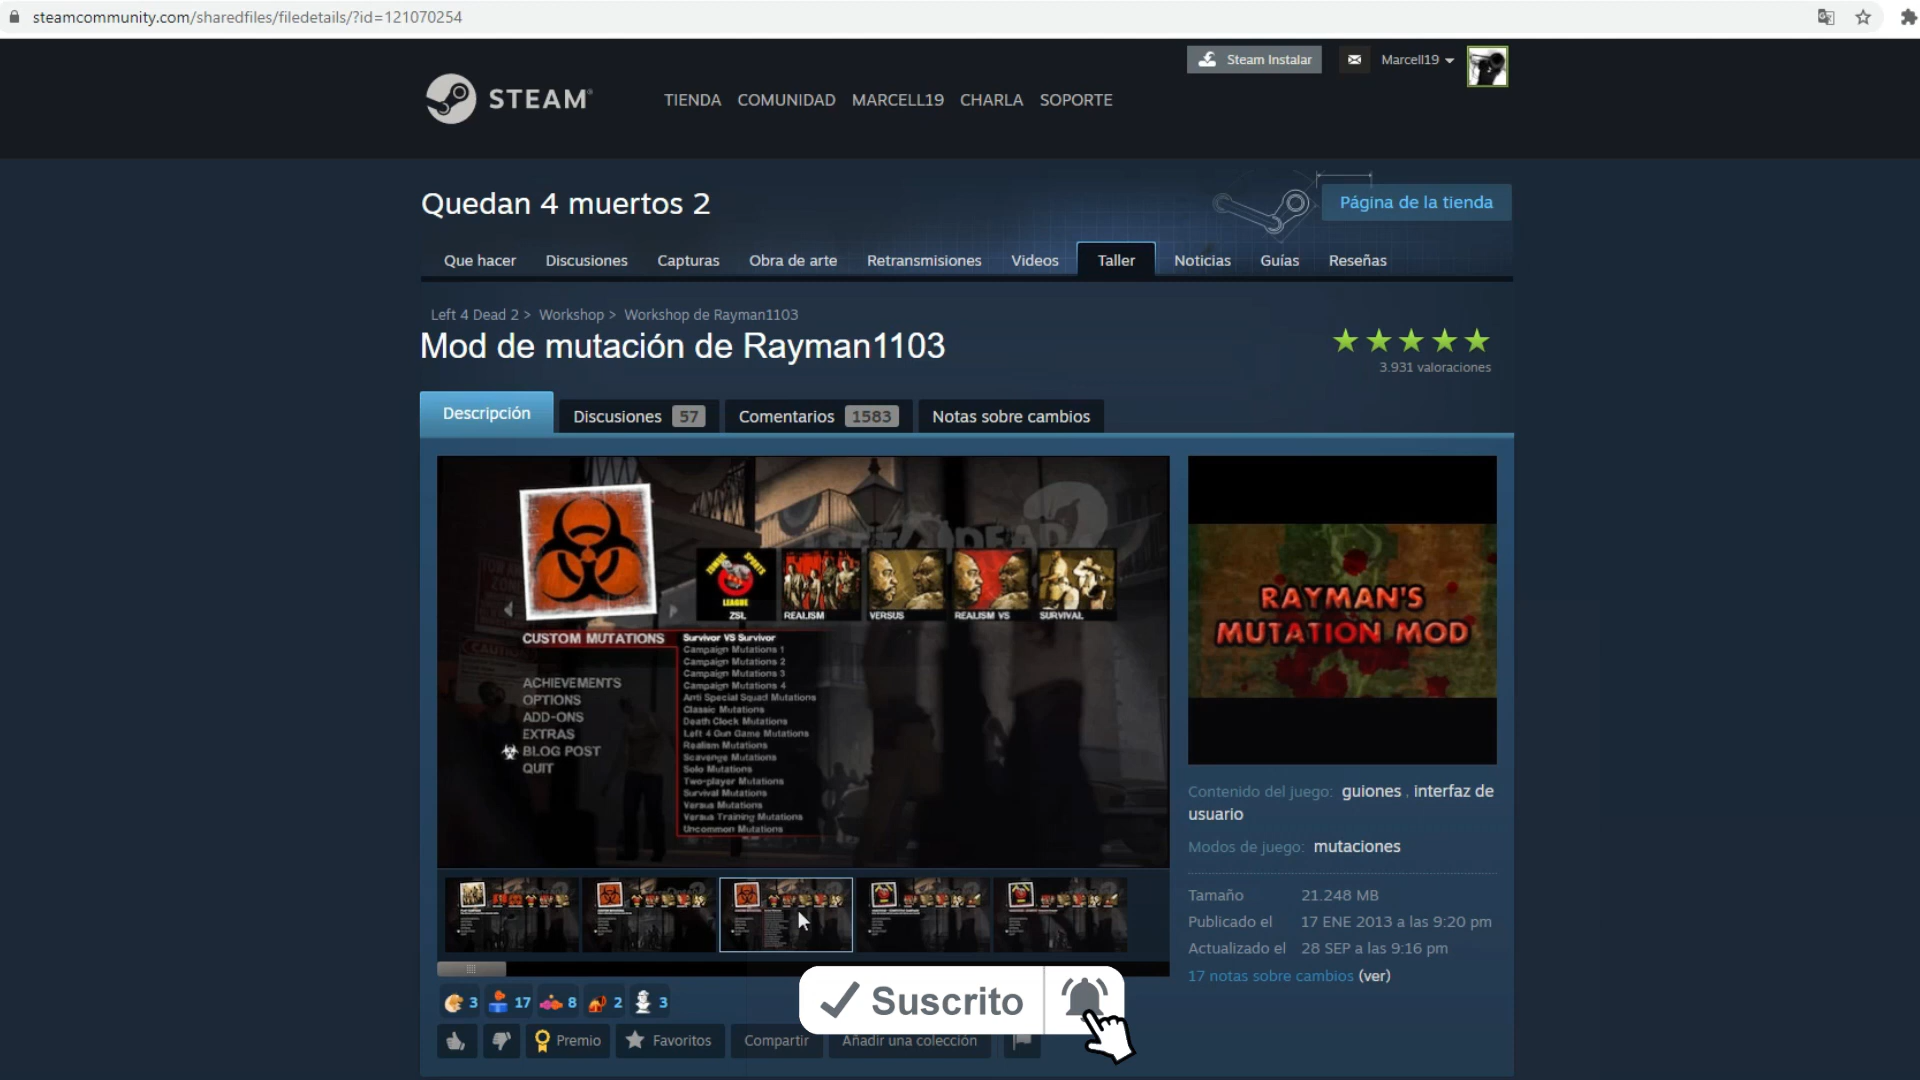 steamcommunity.com/sharedfiles/filedetails/?id=121070254
Steam Instalar
Marcell19
STEAM®
TIENDA COMUNIDAD MARCELL19 CHARLA SOPORTE
Quedan 4 muertos 2
Página de la tienda
Que hacer Discusiones Capturas Obra de arte Retransmisiones Videos Taller Noticias Guías Reseñas
Left 4 Dead 2 > Workshop > Workshop de Rayman1103
Mod de mutación de Rayman1103
3.931 valoraciones
Descripción Discusiones 57 Comentarios 1583 Notas sobre cambios
ZOMBIE SPORTS LEAGUE
ZSL REALISM VERSUS REALISM VS SURVIVAL
CUSTOM MUTATIONS
Survivor VS Survivor
Campaign Mutations 1
Campaign Mutations 2
Campaign Mutations 3
Campaign Mutations 4
Anti Special Squad Mutations
Classic Mutations
Death Clock Mutations
Left 4 Gun Game Mutations
Realism Mutations
Scavenge Mutations
Solo Mutations
Two-player Mutations
Survival Mutations
Versus Mutations
Versus Training Mutations
Uncommon Mutations
ACHIEVEMENTS
OPTIONS
ADD-ONS
EXTRAS
BLOG POST
QUIT
RAYMAN'S
MUTATION MOD
Contenido del juego: guiones , interfaz de
usuario
Modos de juego: mutaciones
Tamaño 21.248 MB
Publicado el 17 ENE 2013 a las 9:20 pm
Actualizado el 28 SEP a las 9:16 pm
17 notas sobre cambios (ver)
3 17 8 2 3
Suscrito
Premio Favoritos Compartir Añadir una colección